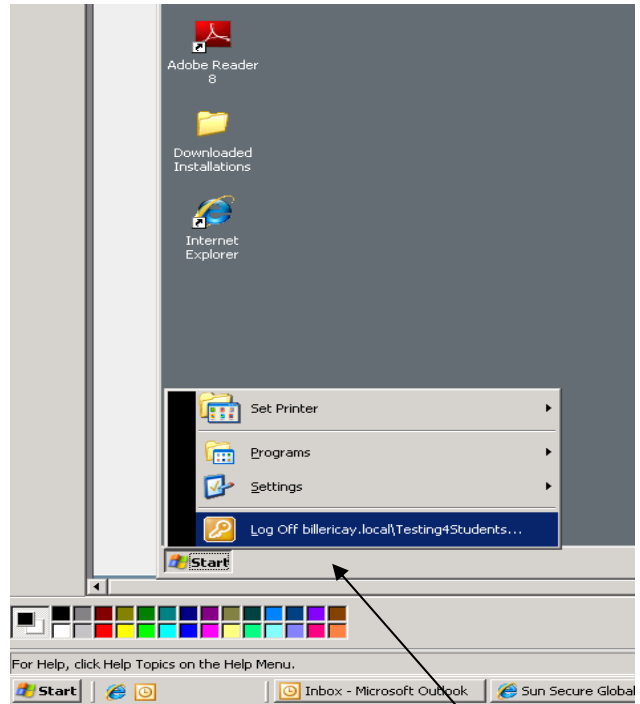 Adobe Reader
8
Downloaded
Installations
Internet
Explorer
Set Printer
Programs
Settings
Log Off billericay.local\Testing4Students...
Start
For Help, click Help Topics on the Help Menu.
Start
Inbox - Microsoft Outlook
Sun Secure Global